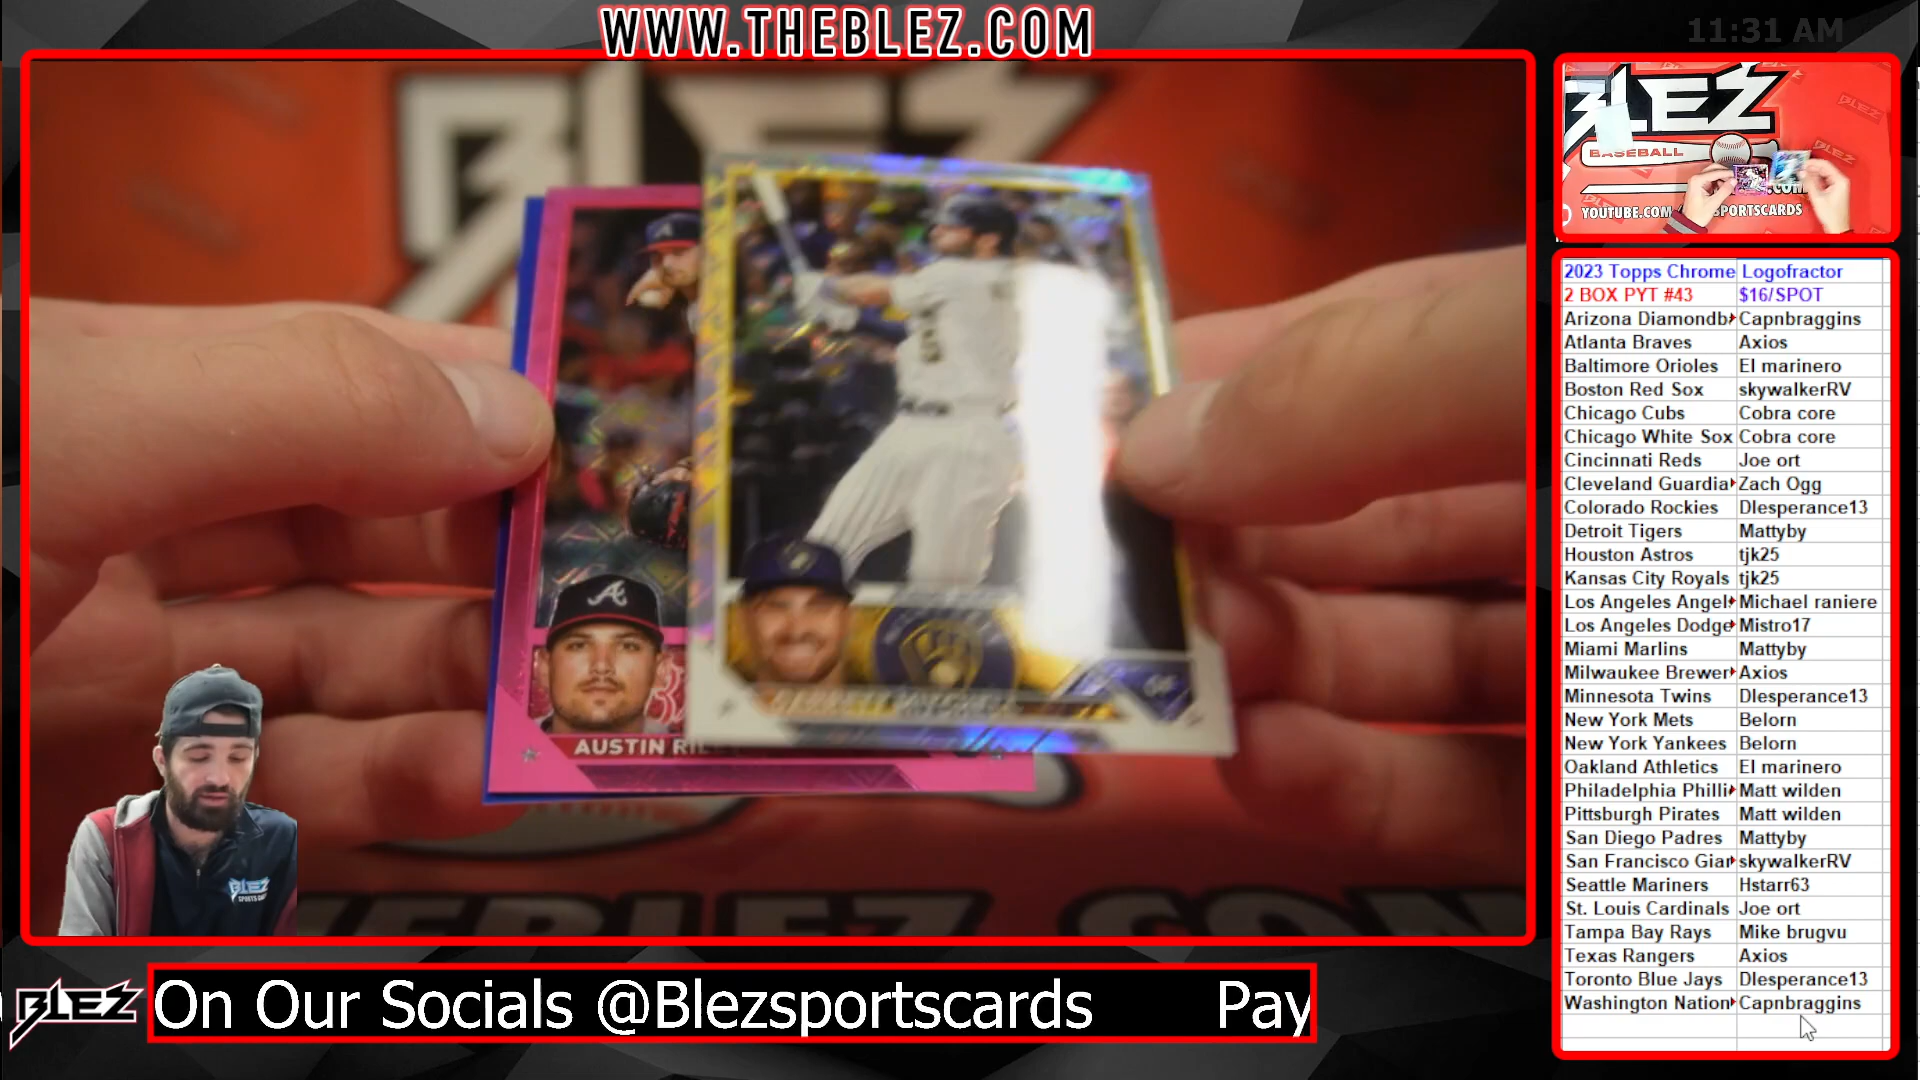 WWW.THEBLEZ.COM
11:31 AM
BLEZ
AUSTIN
BLEZ
BASEBALL
BLEZ
BLEZ
YOUTUBE.COM
SPORTSCARDS
2023 Topps Chrome Logofractor
2 BOX PYT #43 $16/SPOT
Arizona Diamondb Capnbraggins
Atlanta Braves Axios
Baltimore Orioles El marinero
Boston Red Sox skywalkerRV
Chicago Cubs Cobra core
Chicago White Sox Cobra core
Cincinnati Reds Joe ort
Cleveland Guardia Zach Ogg
Colorado Rockies Dlesperance13
Detroit Tigers Mattyby
Houston Astros tjk25
Kansas City Royals tjk25
Los Angeles Angel Michael raniere
Los Angeles Dodge Mistro17
Miami Marlins Mattyby
Milwaukee Brewer Axios
Minnesota Twins Dlesperance13
New York Mets Belorn
New York Yankees Belorn
Oakland Athletics El marinero
Philadelphia Philli Matt wilden
Pittsburgh Pirates Matt wilden
San Diego Padres Mattyby
San Francisco Gian skywalkerRV
Seattle Mariners Hstarr63
St. Louis Cardinals Joe ort
Tampa Bay Rays Mike brugvu
Texas Rangers Axios
Toronto Blue Jays Dlesperance13
Washington Nation Capnbraggins
BLEZ
BLEZ On Our Socials @Blezsportscards Pay